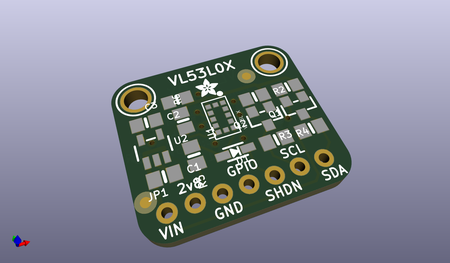 VL53L0X
C3
C2
R2
U2
Q2
Q1
C1
R3
R4
GPIO
SCL
JP1
2v8
SDA
SHDN
GND
VIN